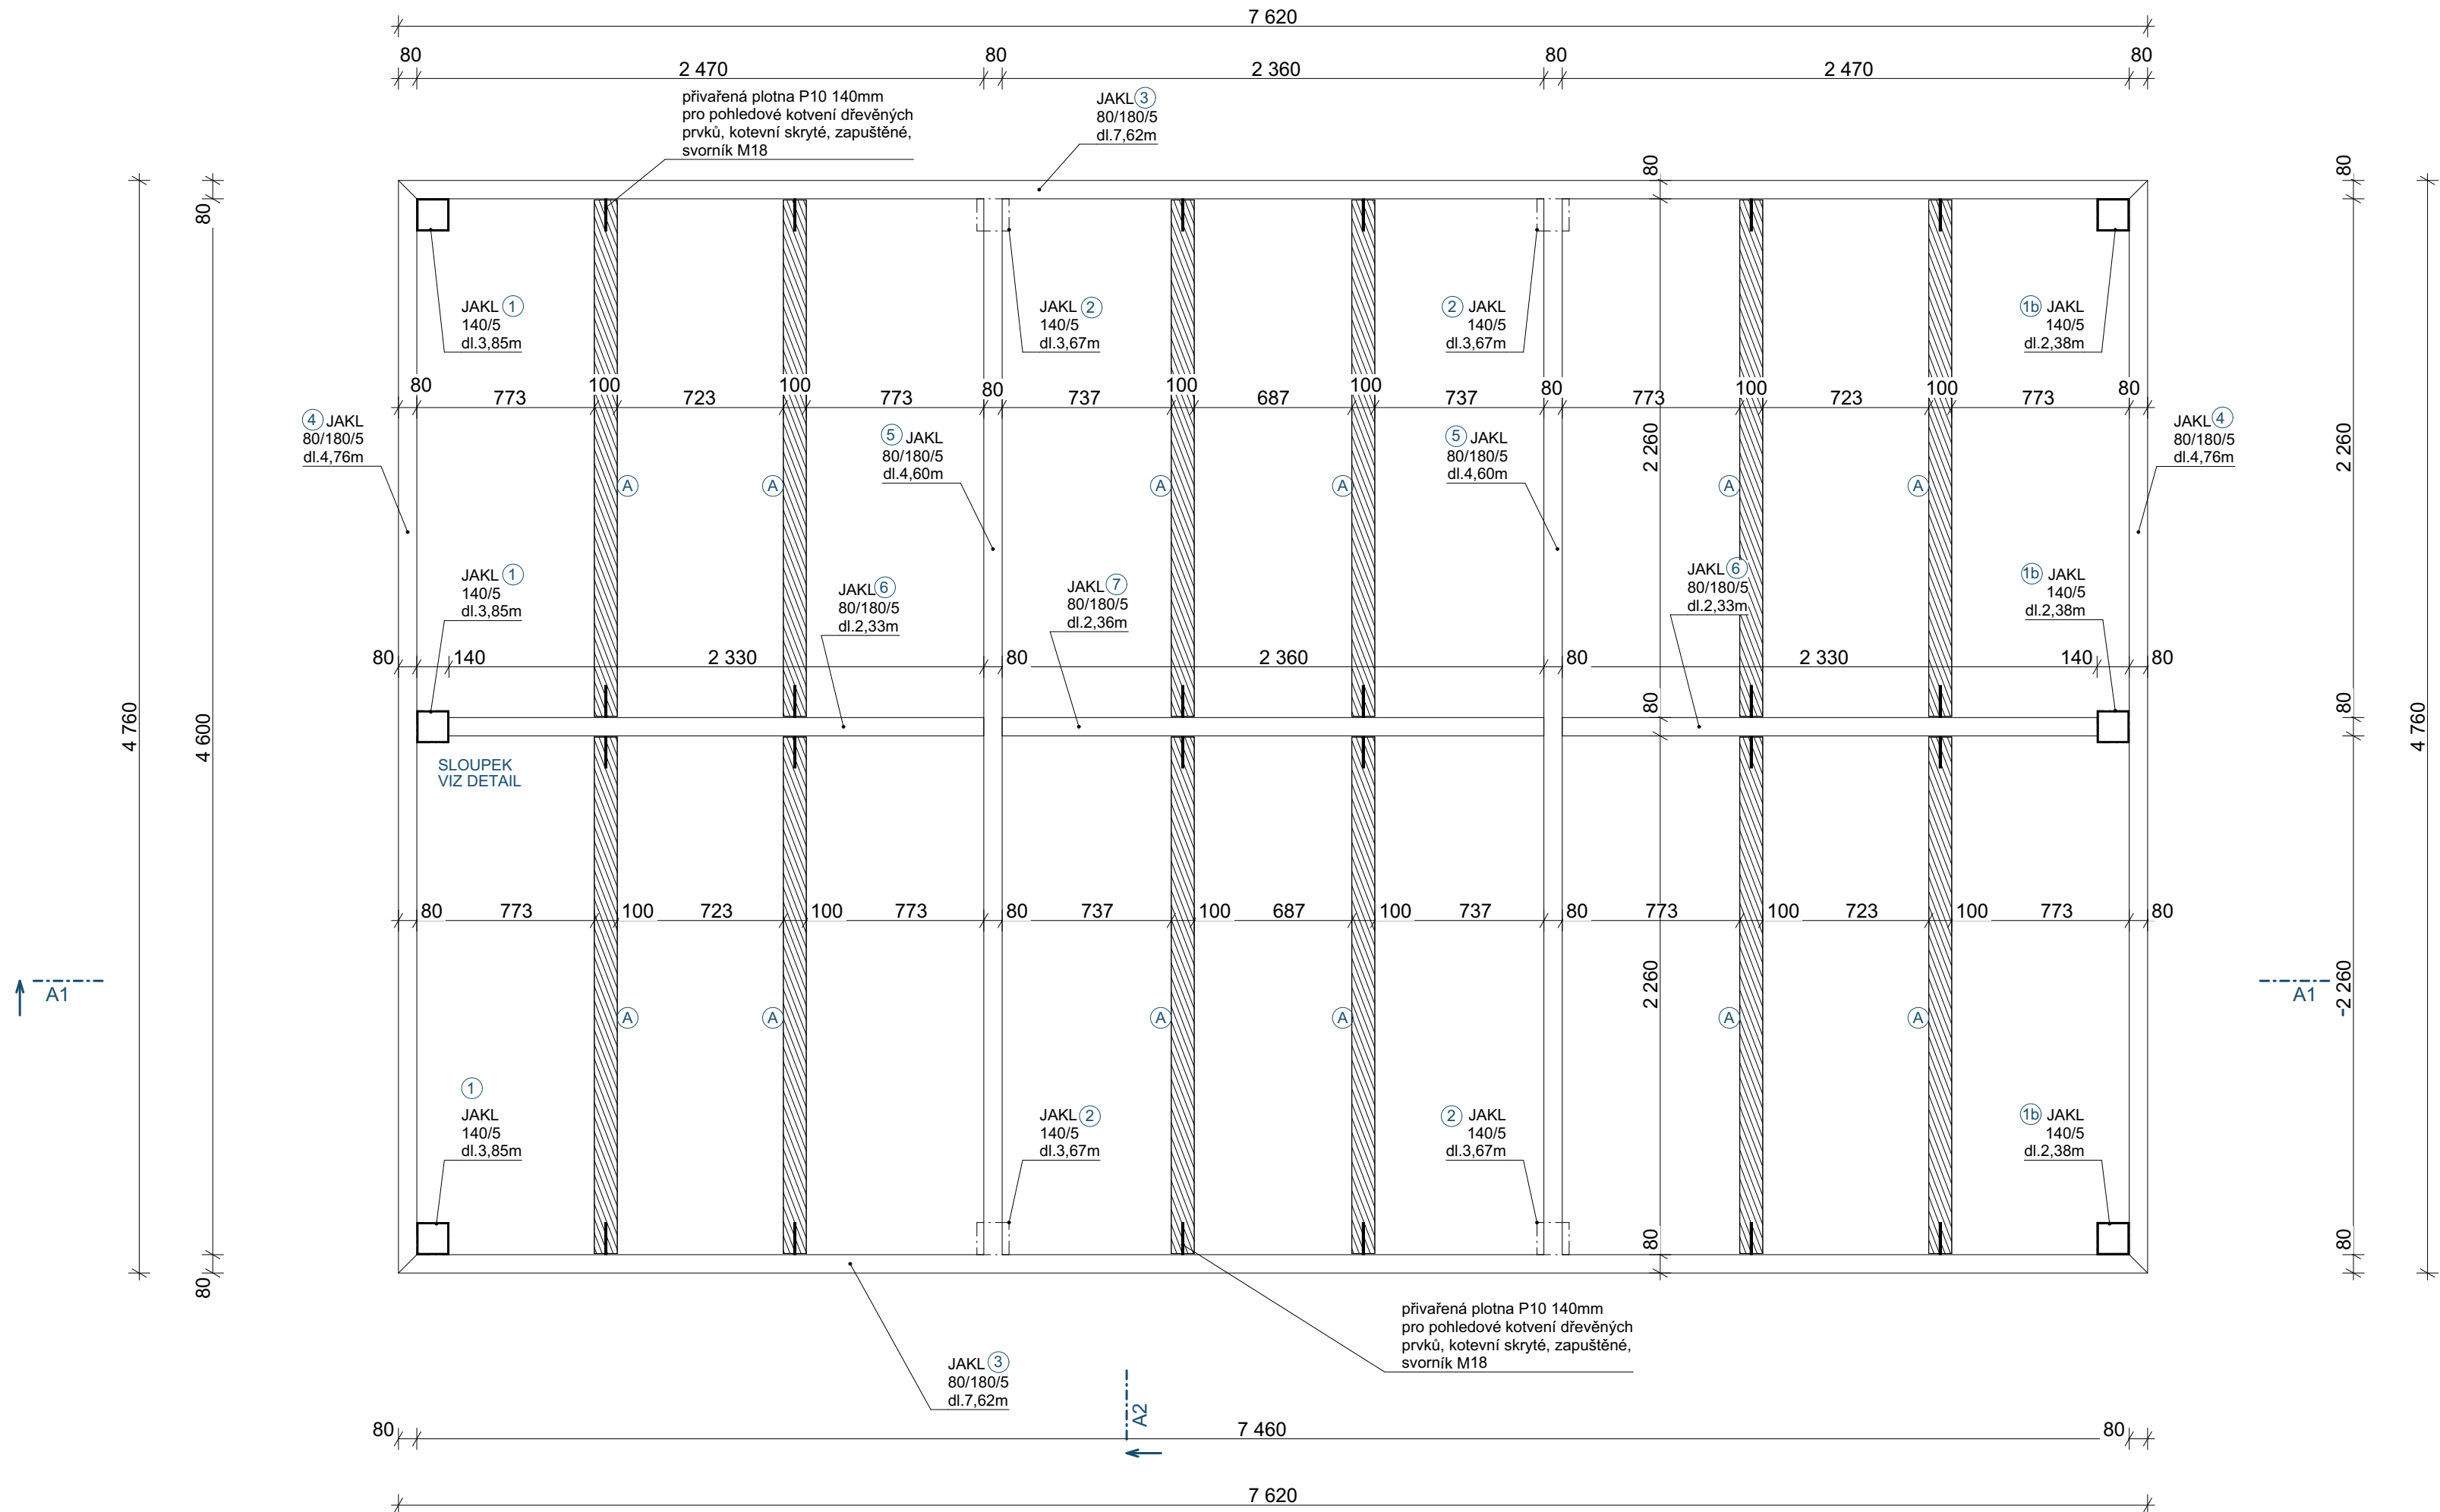 7 620
80
2 470
80
2 360
80
2 470
80
přivařená plotna P10 140mm
pro pohledové kotvení dřevěných
prvků, kotevní skryté, zapuštěné,
svorník M18
JAKL 3
80/180/5
dl.7,62m
80
80
80
JAKL 1
140/5
dl.3,85m
JAKL 2
140/5
dl.3,67m
2 JAKL
140/5
dl.3,67m
1b JAKL
140/5
dl.2,38m
80 773 100 723 100 773 80 737 100 687 100 737 80 773 100 723 100 773 80
4 JAKL
80/180/5
dl.4,76m
5 JAKL
80/180/5
dl.4,60m
5 JAKL
80/180/5
dl.4,60m
2 260
2 260
JAKL 4
80/180/5
dl.4,76m
A A A A A A
JAKL 1
140/5
dl.3,85m
JAKL 6
80/180/5
dl.2,33m
JAKL 7
80/180/5
dl.2,36m
JAKL 6
80/180/5
dl.2,33m
1b JAKL
140/5
dl.2,38m
80 140 2 330 80 2 360 80 2 330 140 80
4 760
4 600
80
80
4 760
SLOUPEK
VIZ DETAIL
80 773 100 723 100 773 80 737 100 687 100 737 80 773 100 723 100 773 80
A1
2 260
A1
2 260
A A A A A A
1
JAKL
140/5
dl.3,85m
JAKL 2
140/5
dl.3,67m
2 JAKL
140/5
dl.3,67m
1b JAKL
140/5
dl.2,38m
80
80
80
přivařená plotna P10 140mm
pro pohledové kotvení dřevěných
prvků, kotevní skryté, zapuštěné,
svorník M18
JAKL 3
80/180/5
dl.7,62m
A2
80 7 460 80
7 620